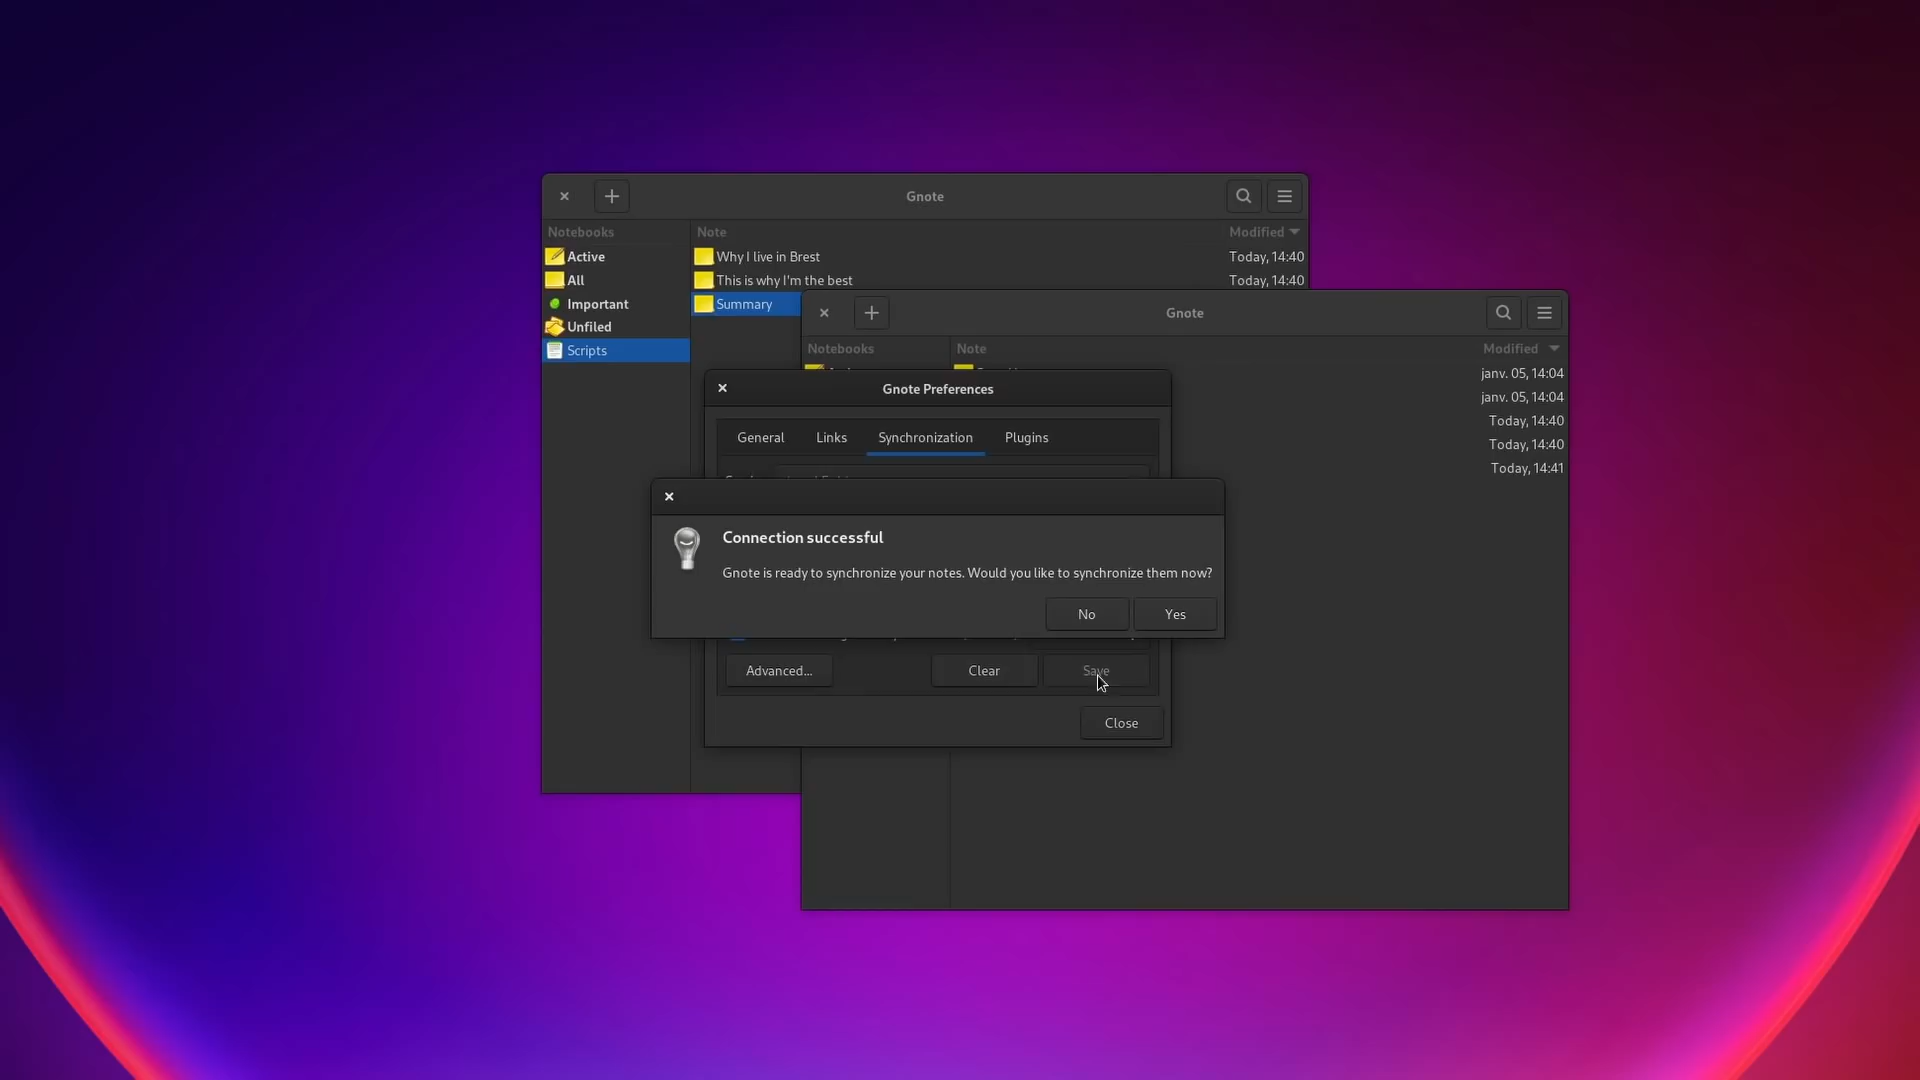 Gnote
Notebooks
Note
Modified
Active
Why I live in Brest
Today, 14:40
All
This is why I'm the best
Today, 14:40
Important
Summary
Unfiled
Scripts
Gnote
Notebooks
Note
Modified
janv. 05, 14:04
janv. 05, 14:04
Today, 14:40
Today, 14:40
Today, 14:41
Gnote Preferences
General
Links
Synchronization
Plugins
Connection successful
Gnote is ready to synchronize your notes. Would you like to synchronize them now?
No
Yes
Advanced...
Clear
Save
Close